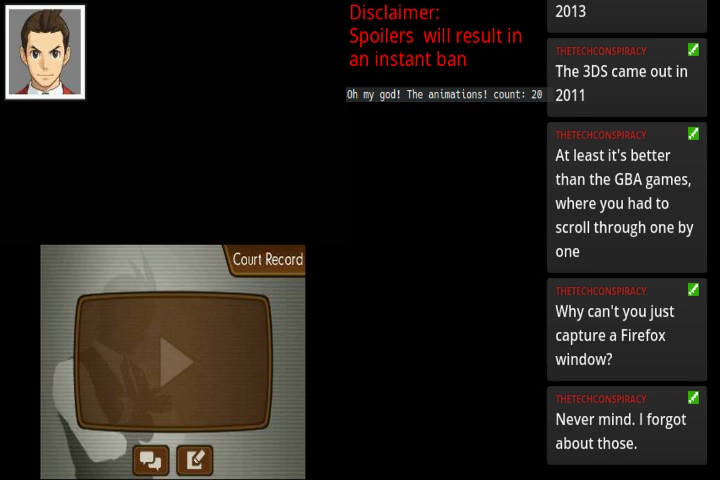 Disclaimer:
Spoilers will result in
an instant ban
Oh my god! The animations! count: 20
Court Record
2013
THETECHCONSPIRACY
The 3DS came out in
2011
THETECHCONSPIRACY
At least it's better
than the GBA games,
where you had to
scroll through one by
one
THETECHCONSPIRACY
Why can't you just
capture a Firefox
window?
THETECHCONSPIRACY
Never mind. I forgot
about those.